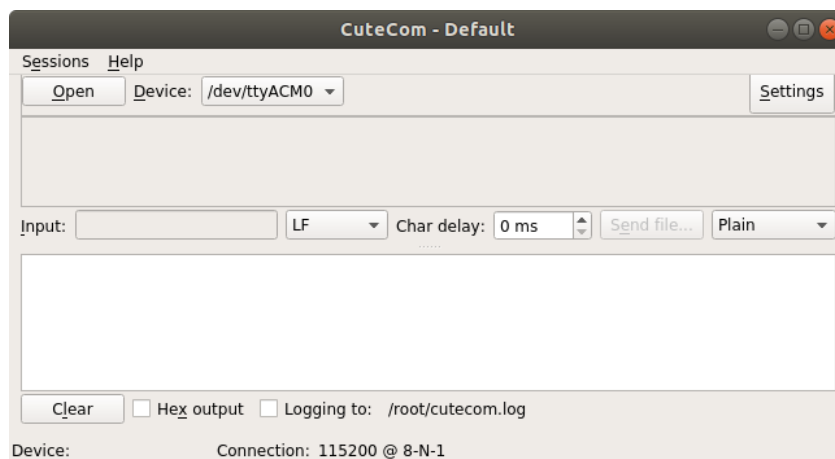 CuteCom - Default
Sessions Help
Open Device: /dev/ttyACM0 Settings
Input: LF Char delay: 0 ms Send file... Plain
Clear Hex output Logging to: /root/cutecom.log
Device: Connection: 115200 @ 8-N-1